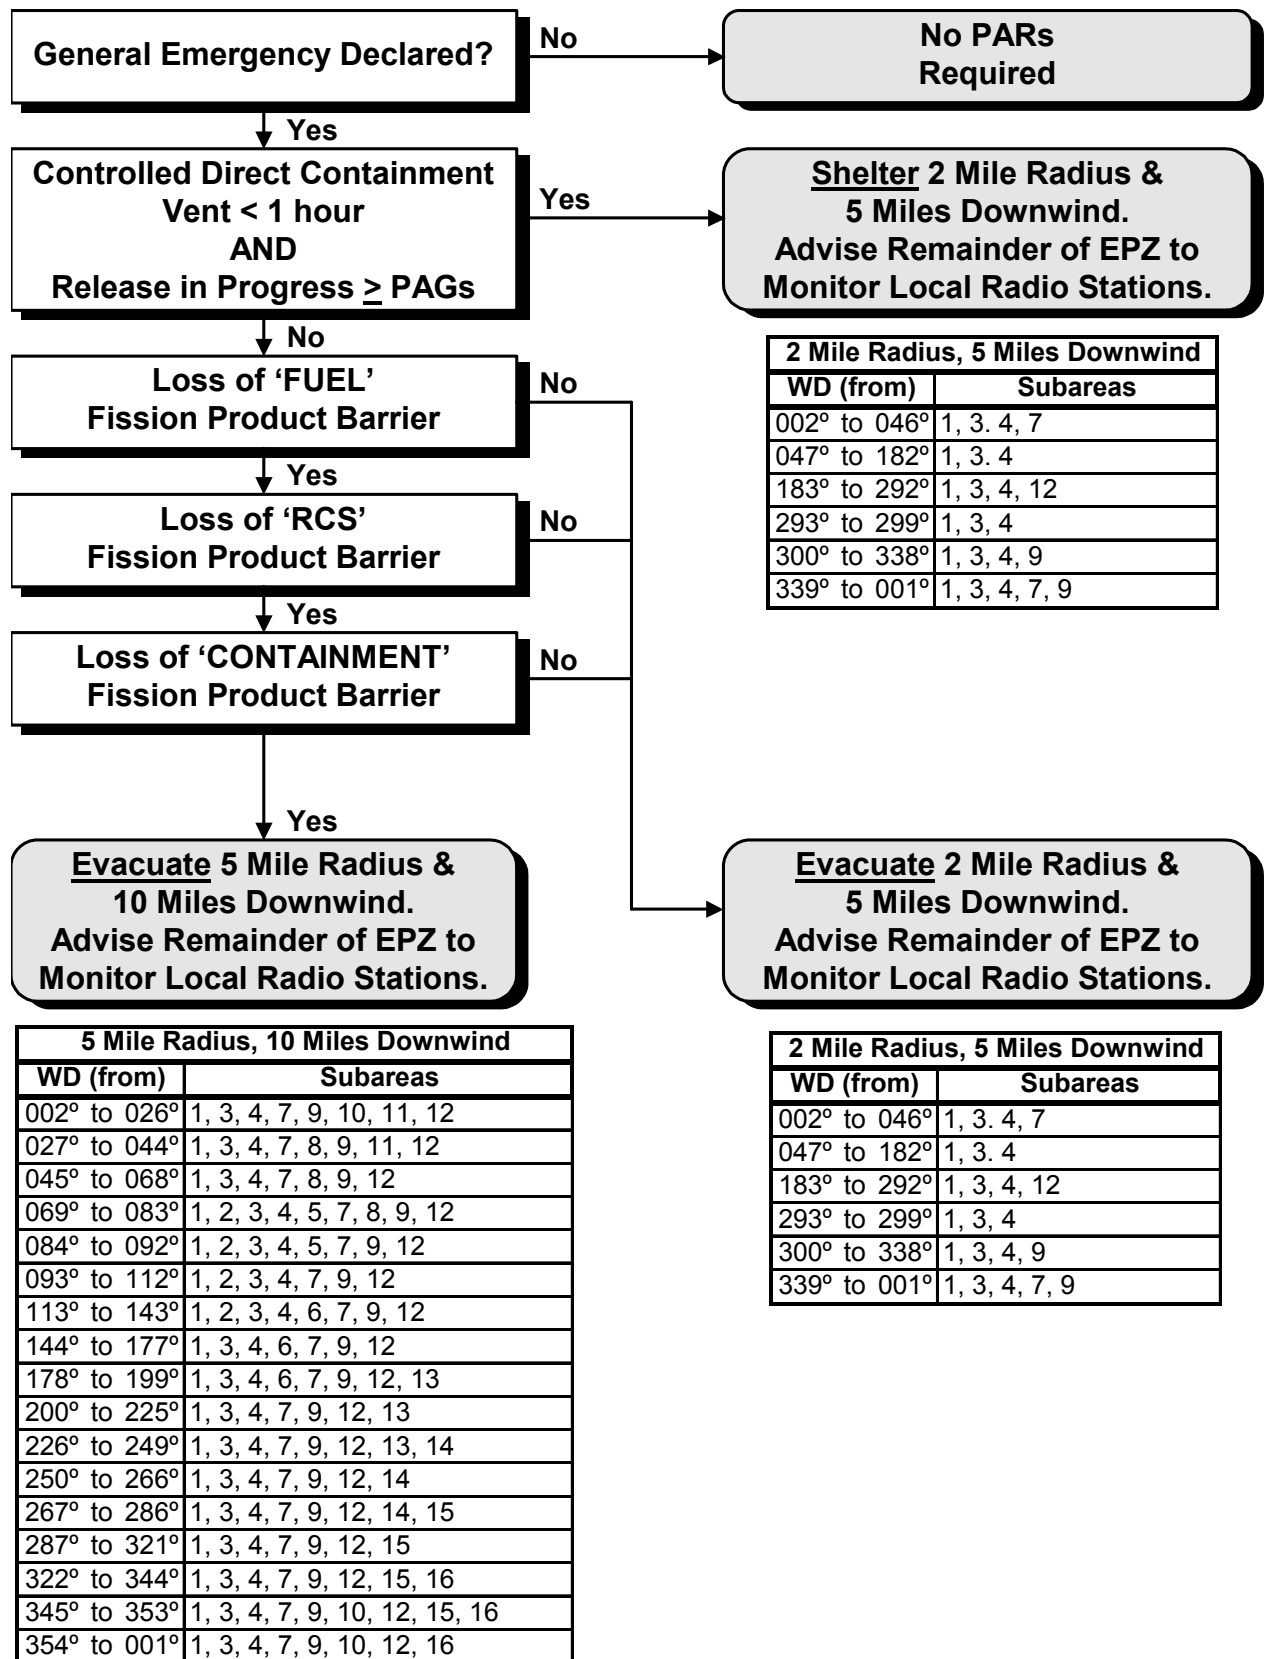 General Emergency Declared?
No
No PARs
Required
Yes
Controlled Direct Containment
Vent < 1 hour
AND
Release in Progress > PAGs
Yes
Shelter 2 Mile Radius &
5 Miles Downwind.
Advise Remainder of EPZ to
Monitor Local Radio Stations.
No
2 Mile Radius, 5 Miles Downwind
WD (from) Subareas
002º to 046º 1, 3. 4, 7
047º to 182º 1, 3. 4
183º to 292º 1, 3, 4, 12
293º to 299º 1, 3, 4
300º to 338º 1, 3, 4, 9
339º to 001º 1, 3, 4, 7, 9
Loss of ‘FUEL’
Fission Product Barrier
No
Yes
Loss of ‘RCS’
Fission Product Barrier
No
Yes
Loss of ‘CONTAINMENT’
Fission Product Barrier
No
Yes
Evacuate 5 Mile Radius &
10 Miles Downwind.
Advise Remainder of EPZ to
Monitor Local Radio Stations.
Evacuate 2 Mile Radius &
5 Miles Downwind.
Advise Remainder of EPZ to
Monitor Local Radio Stations.
5 Mile Radius, 10 Miles Downwind
WD (from) Subareas
002º to 026º 1, 3, 4, 7, 9, 10, 11, 12
027º to 044º 1, 3, 4, 7, 8, 9, 11, 12
045º to 068º 1, 3, 4, 7, 8, 9, 12
069º to 083º 1, 2, 3, 4, 5, 7, 8, 9, 12
084º to 092º 1, 2, 3, 4, 5, 7, 9, 12
093º to 112º 1, 2, 3, 4, 7, 9, 12
113º to 143º 1, 2, 3, 4, 6, 7, 9, 12
144º to 177º 1, 3, 4, 6, 7, 9, 12
178º to 199º 1, 3, 4, 6, 7, 9, 12, 13
200º to 225º 1, 3, 4, 7, 9, 12, 13
226º to 249º 1, 3, 4, 7, 9, 12, 13, 14
250º to 266º 1, 3, 4, 7, 9, 12, 14
267º to 286º 1, 3, 4, 7, 9, 12, 14, 15
287º to 321º 1, 3, 4, 7, 9, 12, 15
322º to 344º 1, 3, 4, 7, 9, 12, 15, 16
345º to 353º 1, 3, 4, 7, 9, 10, 12, 15, 16
354º to 001º 1, 3, 4, 7, 9, 10, 12, 16
2 Mile Radius, 5 Miles Downwind
WD (from) Subareas
002º to 046º 1, 3. 4, 7
047º to 182º 1, 3. 4
183º to 292º 1, 3, 4, 12
293º to 299º 1, 3, 4
300º to 338º 1, 3, 4, 9
339º to 001º 1, 3, 4, 7, 9